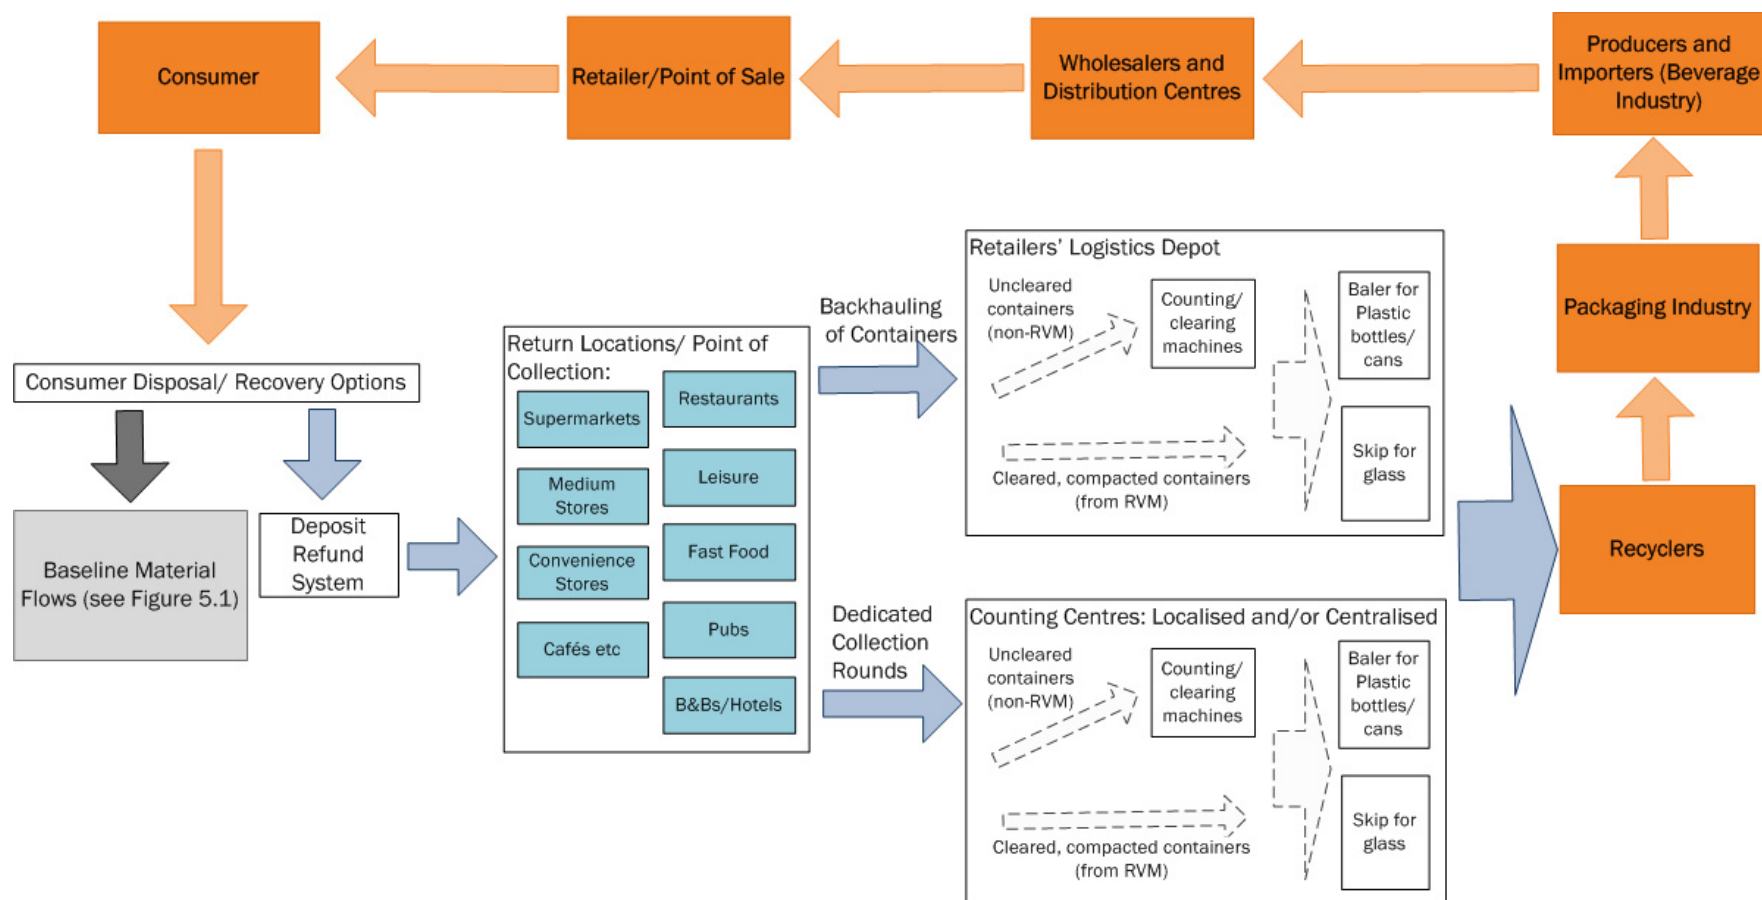 Consumer
Retailer/Point of Sale
Wholesalers and
Distribution Centres
Producers and
Importers (Beverage
Industry)
Packaging Industry
Recyclers
Consumer Disposal/ Recovery Options
Baseline Material
Flows (see Figure 5.1)
Deposit
Refund
System
Return Locations/ Point of
Collection:
Supermarkets
Medium
Stores
Convenience
Stores
Cafés etc
Restaurants
Leisure
Fast Food
Pubs
B&Bs/Hotels
Backhauling
of Containers
Dedicated
Collection
Rounds
Retailers' Logistics Depot
Uncleared
containers
(non-RVM)
Counting/
clearing
machines
Baler for
Plastic
bottles/
cans
Cleared, compacted containers
(from RVM)
Skip for
glass
Counting Centres: Localised and/or Centralised
Uncleared
containers
(non-RVM)
Counting/
clearing
machines
Baler for
Plastic
bottles/
cans
Cleared, compacted containers
(from RVM)
Skip for
glass